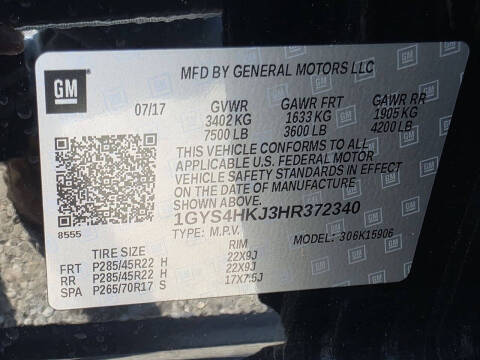 MFD BY GENERAL MOTORS LLC
GM
07/17 GVWR GAWR FRT GAWR RR
3402 KG 1633 KG 1905 KG
7500 LB 3600 LB 4200 LB
THIS VEHICLE CONFORMS TO ALL
APPLICABLE U.S. FEDERAL MOTOR
VEHICLE SAFETY STANDARDS IN EFFECT
ON THE DATE OF MANUFACTURE
SHOWN ABOVE.
1GYS4HKJ3HR372340
8555 TYPE: M.P.V. MODEL: 306K15906
TIRE SIZE RIM
FRT P285/45R22 H 22X9J
RR P285/45R22 H 22X9J
SPA P265/70R17 S 17X7.5J